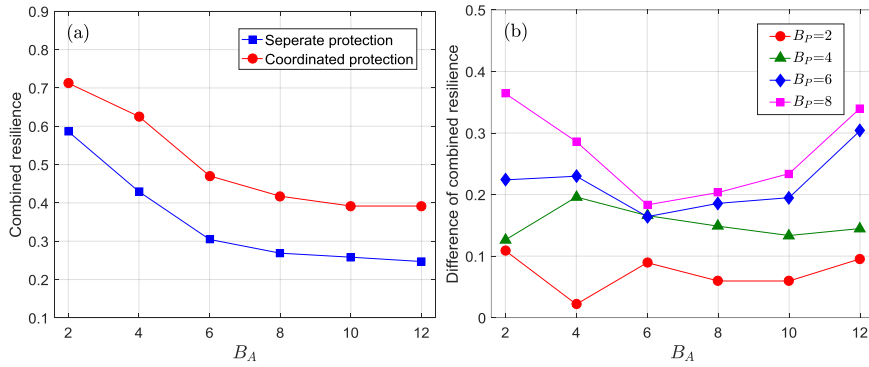 (a)
Seperate protection
Coordinated protection
Combined resilience
0.9
0.8
0.7
0.6
0.5
0.4
0.3
0.2
0.1
2 4 6 8 10 12
B_A
(b)
B_P=2
B_P=4
B_P=6
B_P=8
Difference of combined resilience
0.5
0.4
0.3
0.2
0.1
0
2 4 6 8 10 12
B_A